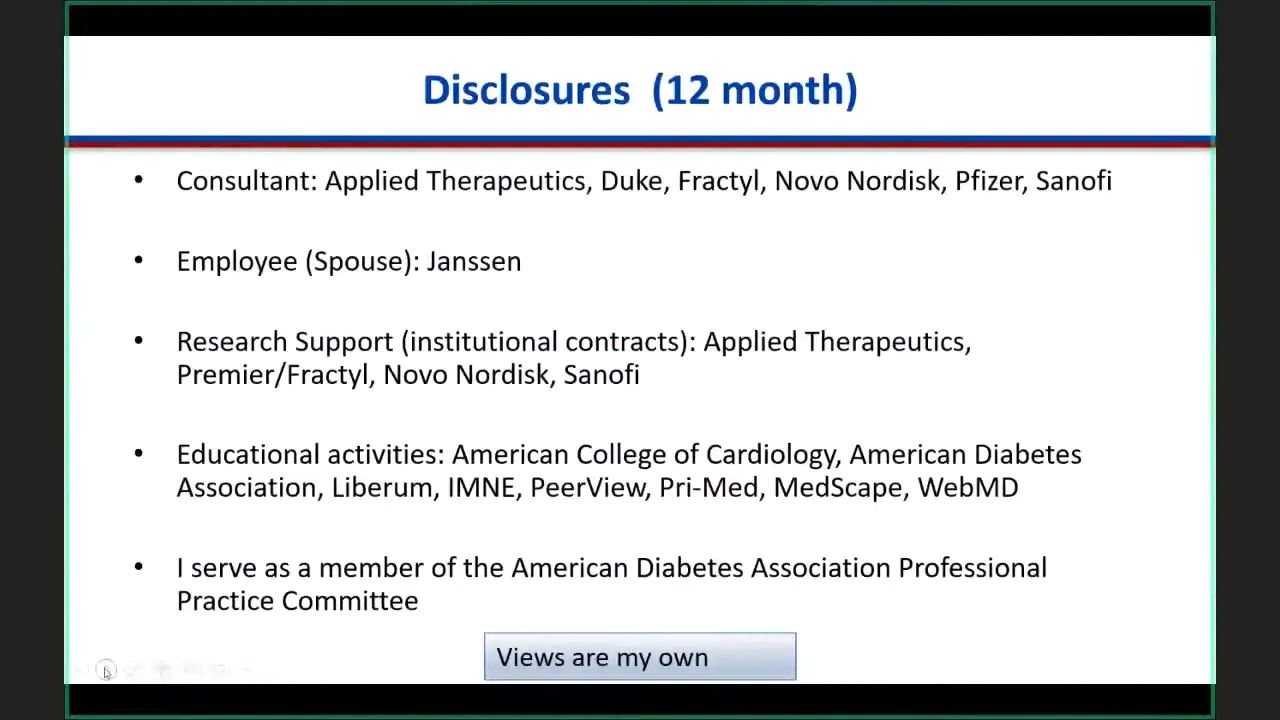 Disclosures (12 month)
• Consultant: Applied Therapeutics, Duke, Fractyl, Novo Nordisk, Pfizer, Sanofi
• Employee (Spouse): Janssen
• Research Support (institutional contracts): Applied Therapeutics,
Premier/Fractyl, Novo Nordisk, Sanofi
• Educational activities: American College of Cardiology, American Diabetes
Association, Liberum, IMNE, PeerView, Pri-Med, MedScape, WebMD
• I serve as a member of the American Diabetes Association Professional
Practice Committee
Views are my own